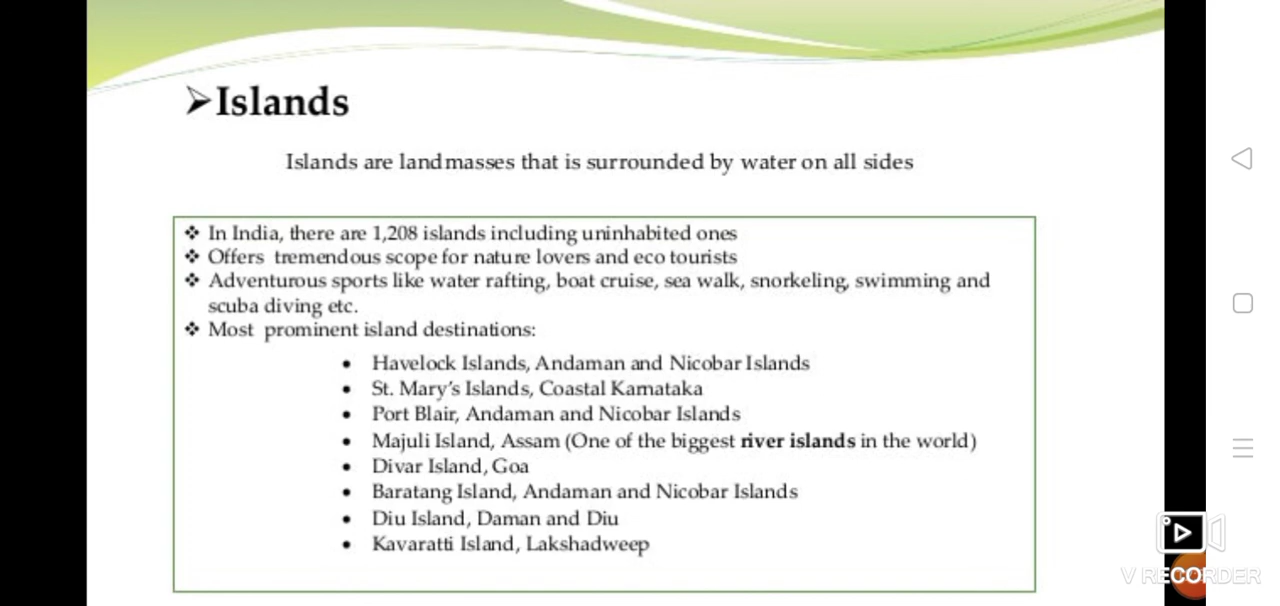 ➢Islands
Islands are landmasses that is surrounded by water on all sides
❖ In India, there are 1,208 islands including uninhabited ones
❖ Offers tremendous scope for nature lovers and eco tourists
❖ Adventurous sports like water rafting, boat cruise, sea walk, snorkeling, swimming and
scuba diving etc.
❖ Most prominent island destinations:
• Havelock Islands, Andaman and Nicobar Islands
• St. Mary's Islands, Coastal Karnataka
• Port Blair, Andaman and Nicobar Islands
• Majuli Island, Assam (One of the biggest river islands in the world)
• Divar Island, Goa
• Baratang Island, Andaman and Nicobar Islands
• Diu Island, Daman and Diu
• Kavaratti Island, Lakshadweep
V RECORDER